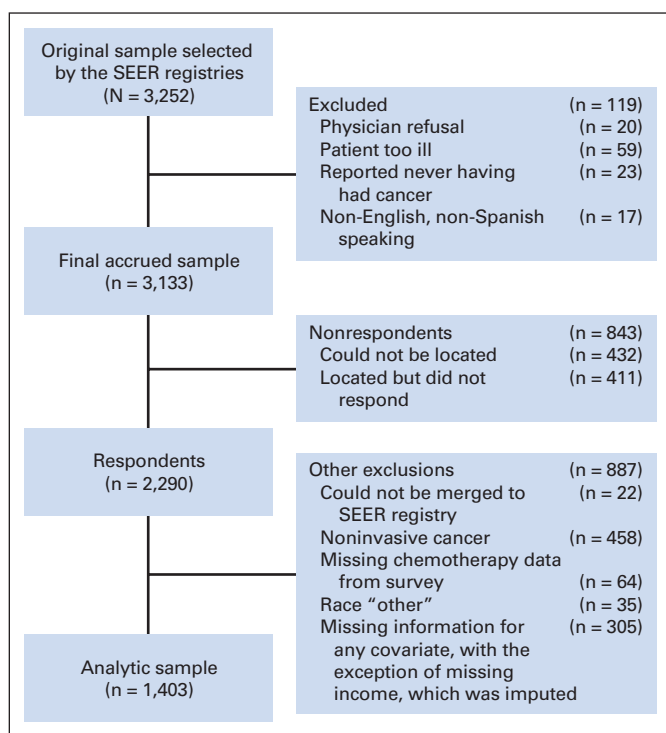 Original sample selected
by the SEER registries
(N = 3,252)
Excluded (n = 119)
Physician refusal (n = 20)
Patient too ill (n = 59)
Reported never having (n = 23)
had cancer
Non-English, non-Spanish (n = 17)
speaking
Final accrued sample
(n = 3,133)
Nonrespondents (n = 843)
Could not be located (n = 432)
Located but did not (n = 411)
respond
Respondents
(n = 2,290)
Other exclusions (n = 887)
Could not be merged to (n = 22)
SEER registry
Noninvasive cancer (n = 458)
Missing chemotherapy data
from survey (n = 64)
Race “other” (n = 35)
Missing information for (n = 305)
any covariate, with the
exception of missing
income, which was imputed
Analytic sample
(n = 1,403)